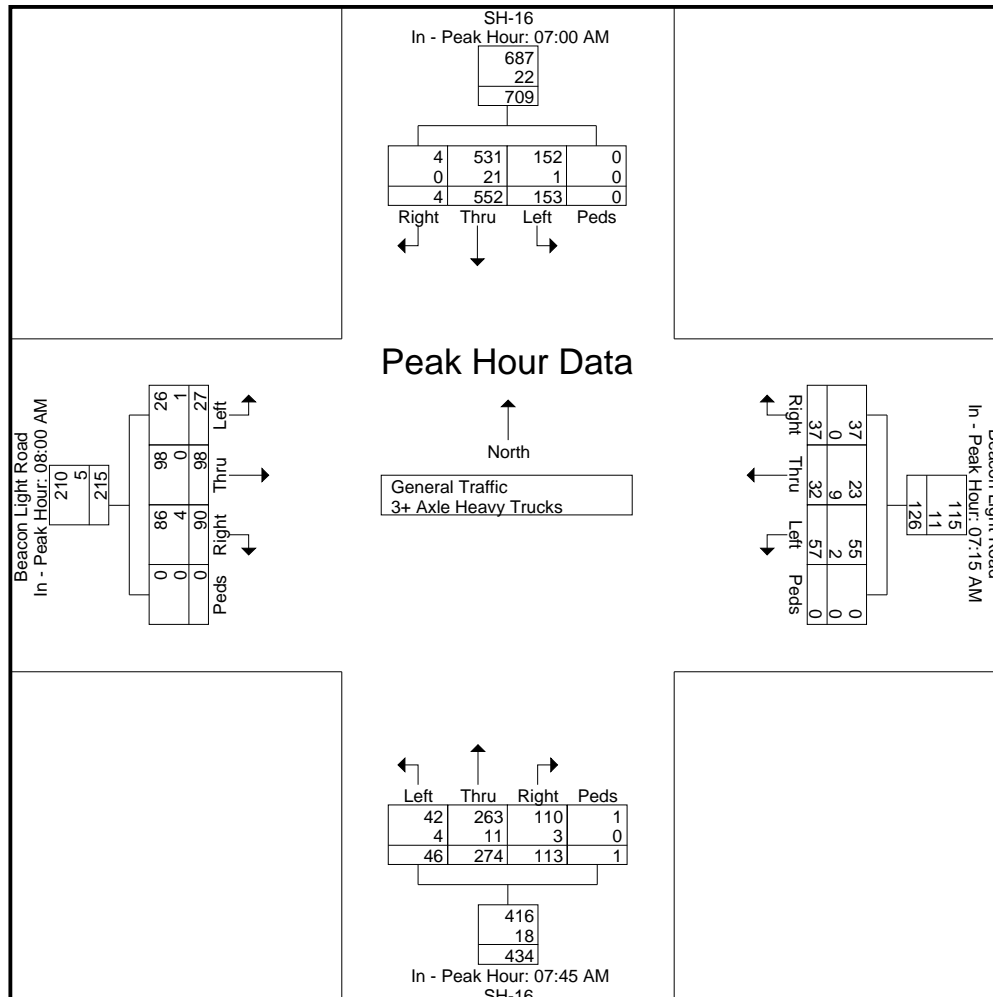 SH-16
In - Peak Hour: 07:00 AM
687
22
709
4 531 152 0
0 21 1 0
4 552 153 0
Right Thru Left Peds
Peak Hour Data
North
General Traffic
3+ Axle Heavy Trucks
Beacon Light Road
In - Peak Hour: 08:00 AM
210
5
215
26 98 86 0
1 0 4 0
27 98 90 0
Left Thru Right Peds
Beacon Light Road
In - Peak Hour: 07:15 AM
115
11
126
37 23 55 0
0 9 2 0
37 32 57 0
Right Thru Left Peds
Left Thru Right Peds
42 263 110 1
4 11 3 0
46 274 113 1
416
18
434
In - Peak Hour: 07:45 AM
SH-16